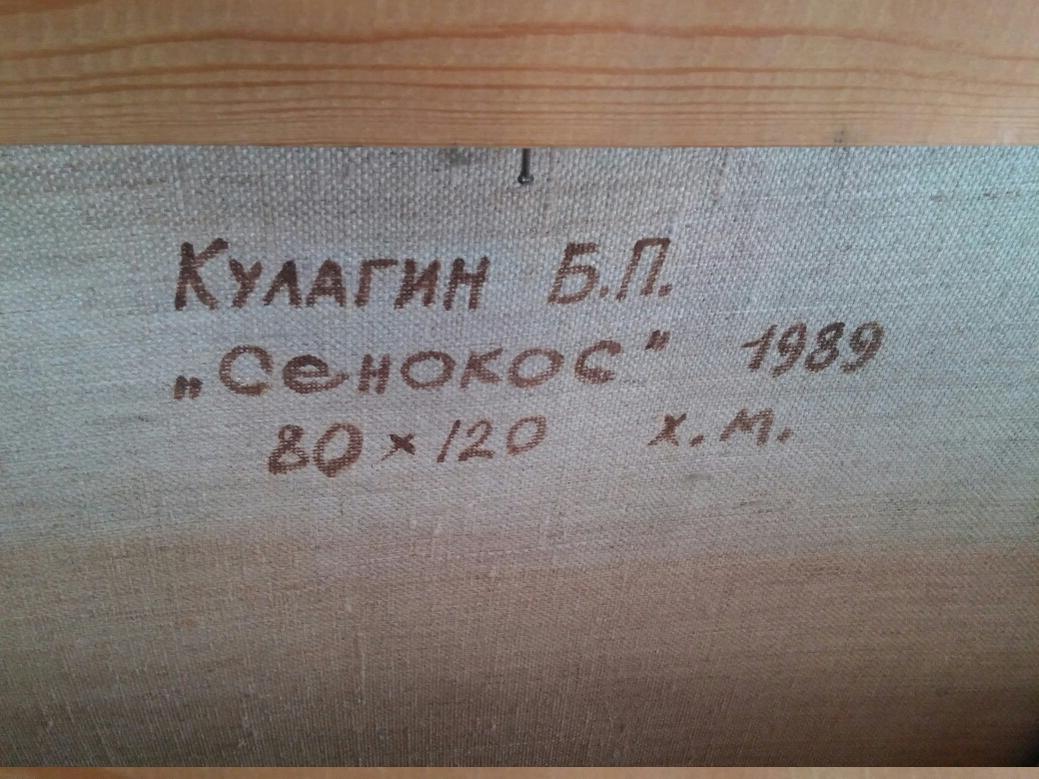 Кулагин Б.П.
„Сенокос" 1989
80 × 120 х.м.